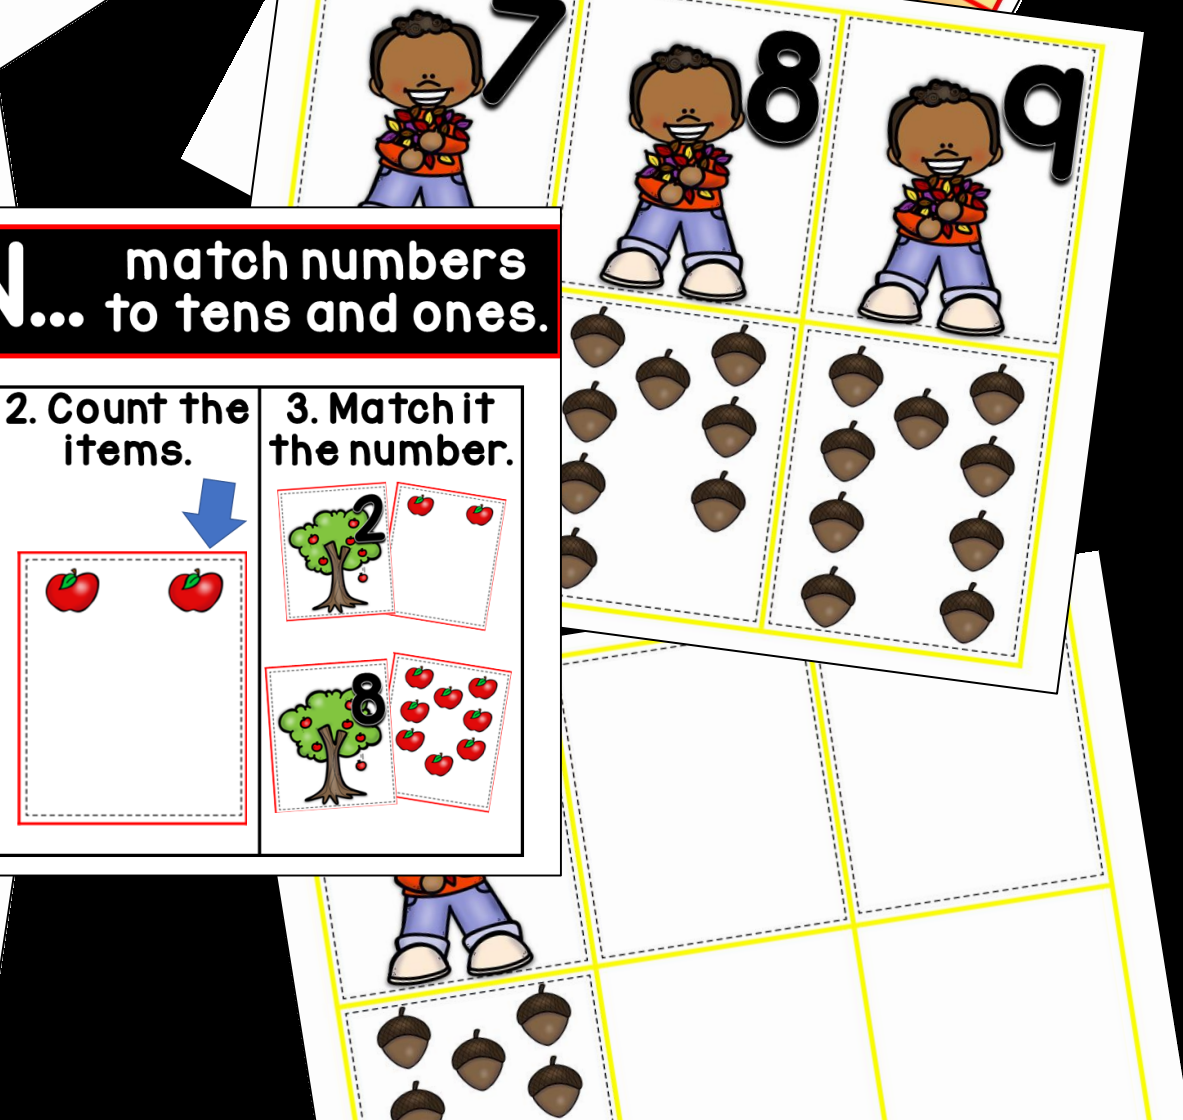 7
8
9
N... match numbers
to tens and ones.
2. Count the
items.
3. Match it
the number.
2
8